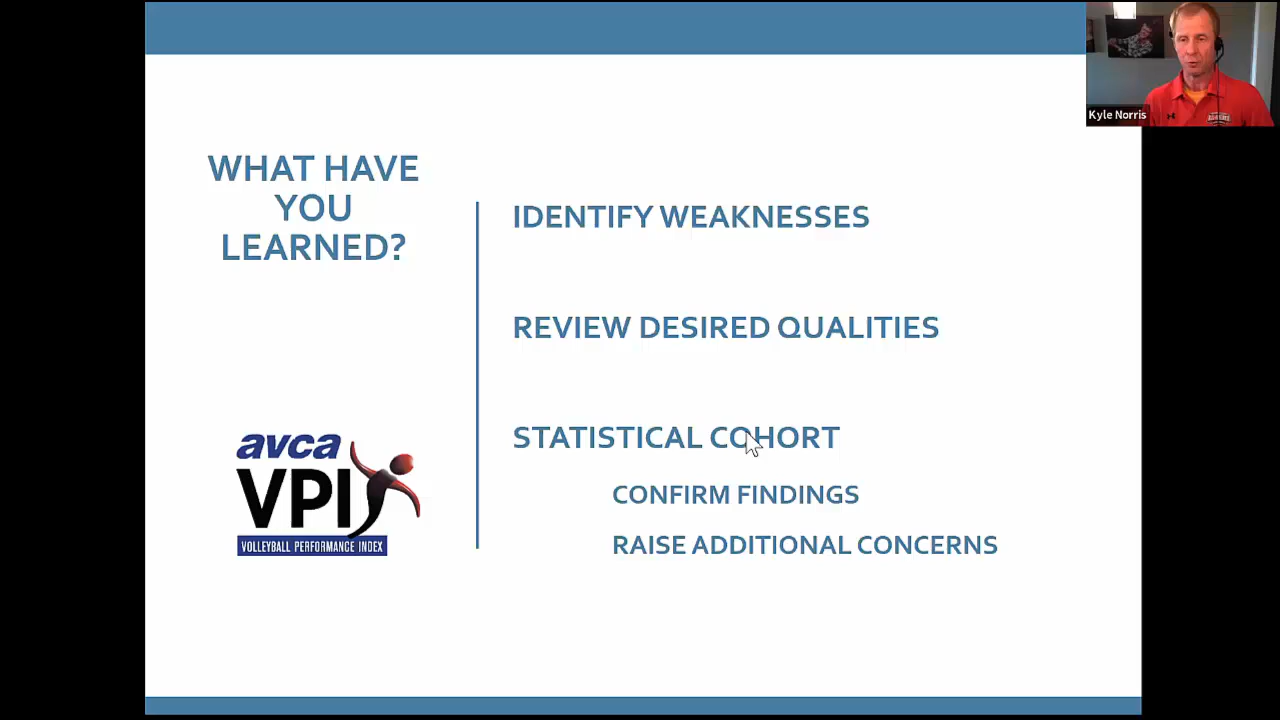 Kyle Norris
WHAT HAVE
YOU
LEARNED?
IDENTIFY WEAKNESSES
REVIEW DESIRED QUALITIES
STATISTICAL COHORT
CONFIRM FINDINGS
RAISE ADDITIONAL CONCERNS
avca
VPI
VOLLEYBALL PERFORMANCE INDEX